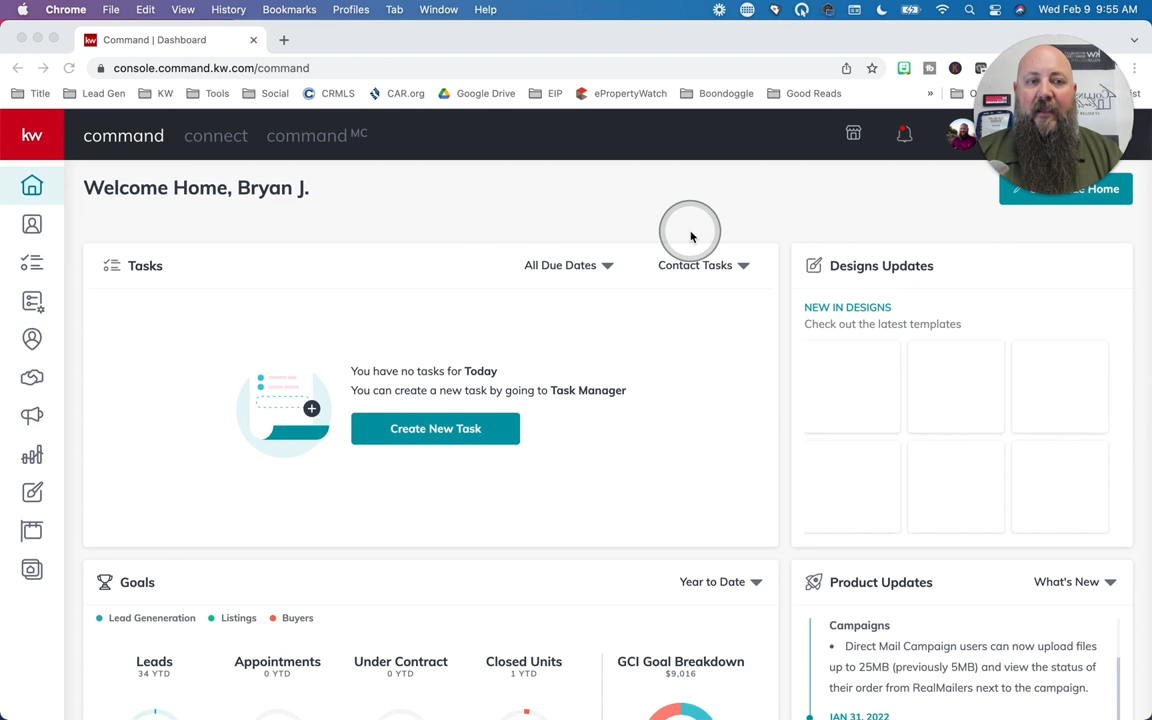 Chrome File Edit View History Bookmarks Profiles Tab Window Help Wed Feb 9 9:55 AM
kw Command | Dashboard
console.command.kw.com/command
Title Lead Gen KW Tools Social CRMLS CAR.org Google Drive EIP ePropertyWatch Boondoggle Good Reads »
kw command connect command MC
Welcome Home, Bryan J.
Home
Tasks All Due Dates Contact Tasks
You have no tasks for Today
You can create a new task by going to Task Manager
Create New Task
Designs Updates
NEW IN DESIGNS
Check out the latest templates
Goals Year to Date
Lead Geneneration Listings Buyers
Leads Appointments Under Contract Closed Units GCI Goal Breakdown
34 YTD 0 YTD 0 YTD 1 YTD $9,016
Product Updates What's New
Campaigns
• Direct Mail Campaign users can now upload files
up to 25MB (previously 5MB) and view the status of
their order from RealMailers next to the campaign.
JAN 31, 2022